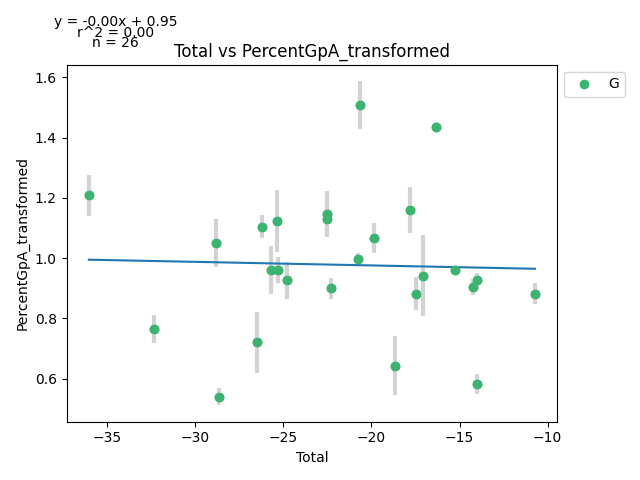 y = -0.00x + 0.95
r^2 = 0.00
n = 26
Total vs PercentGpA_transformed
G
PercentGpA_transformed
1.6
1.4
1.2
1.0
0.8
0.6
−35 −30 −25 −20 −15 −10
Total